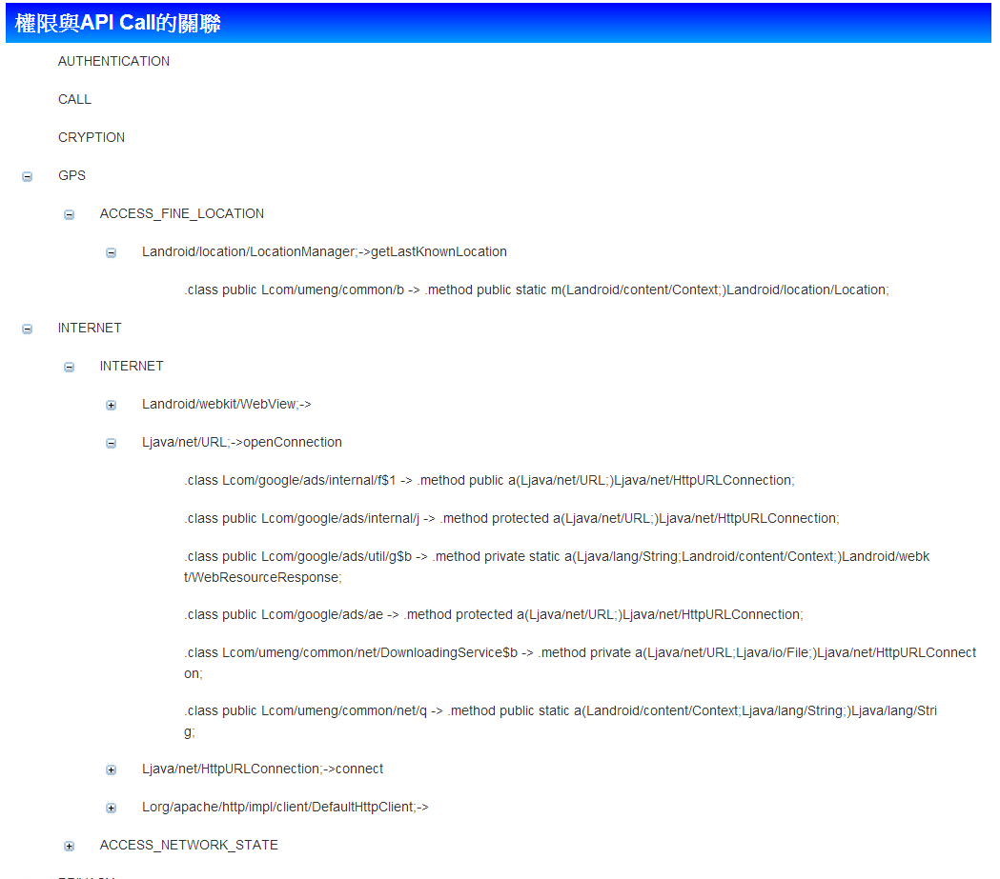 權限與API Call的關聯
AUTHENTICATION
CALL
CRYPTION
GPS
ACCESS_FINE_LOCATION
Landroid/location/LocationManager;->getLastKnownLocation
.class public Lcom/umeng/common/b -> .method public static m(Landroid/content/Context;)Landroid/location/Location;
INTERNET
INTERNET
Landroid/webkit/WebView;->
Ljava/net/URL;->openConnection
.class Lcom/google/ads/internal/f$1 -> .method public a(Ljava/net/URL;)Ljava/net/HttpURLConnection;
.class public Lcom/google/ads/internal/j -> .method protected a(Ljava/net/URL;)Ljava/net/HttpURLConnection;
.class public Lcom/google/ads/util/g$b -> .method private static a(Ljava/lang/String;Landroid/content/Context;)Landroid/webk
t/WebResourceResponse;
.class public Lcom/google/ads/ae -> .method protected a(Ljava/net/URL;)Ljava/net/HttpURLConnection;
.class Lcom/umeng/common/net/DownloadingService$b -> .method private a(Ljava/net/URL;Ljava/io/File;)Ljava/net/HttpURLConnect
on;
.class public Lcom/umeng/common/net/q -> .method public static a(Landroid/content/Context;Ljava/lang/String;)Ljava/lang/Stri
g;
Ljava/net/HttpURLConnection;->connect
Lorg/apache/http/impl/client/DefaultHttpClient;->
ACCESS_NETWORK_STATE